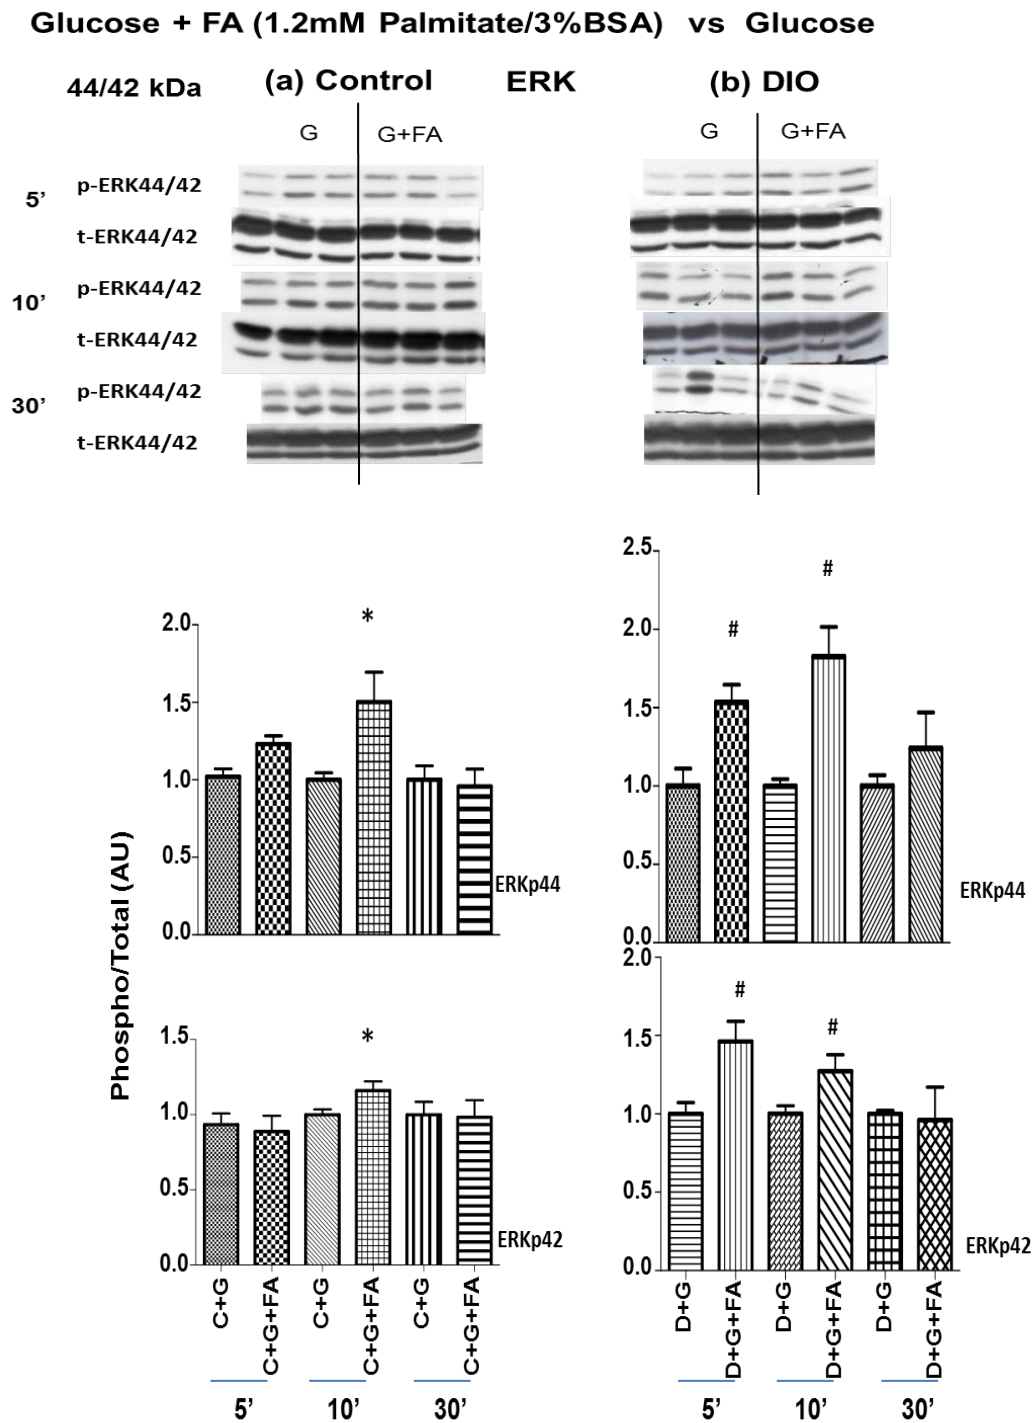 Glucose + FA (1.2mM Palmitate/3%BSA) vs Glucose
44/42 kDa
(a) Control
ERK
(b) DIO
G
G+FA
G
G+FA
5'
p-ERK44/42
t-ERK44/42
10'
p-ERK44/42
t-ERK44/42
30'
p-ERK44/42
t-ERK44/42
Phospho/Total (AU)
2.0
1.5
1.0
0.5
0.0
*
ERKp44
2.5
2.0
1.5
1.0
0.5
0.0
#
#
ERKp44
1.5
1.0
0.5
0.0
*
ERKp42
2.0
1.5
1.0
0.5
0.0
#
#
ERKp42
C+G
C+G+FA
C+G
C+G+FA
C+G
C+G+FA
5'
10'
30'
D+G
D+G+FA
D+G
D+G+FA
D+G
D+G+FA
5'
10'
30'